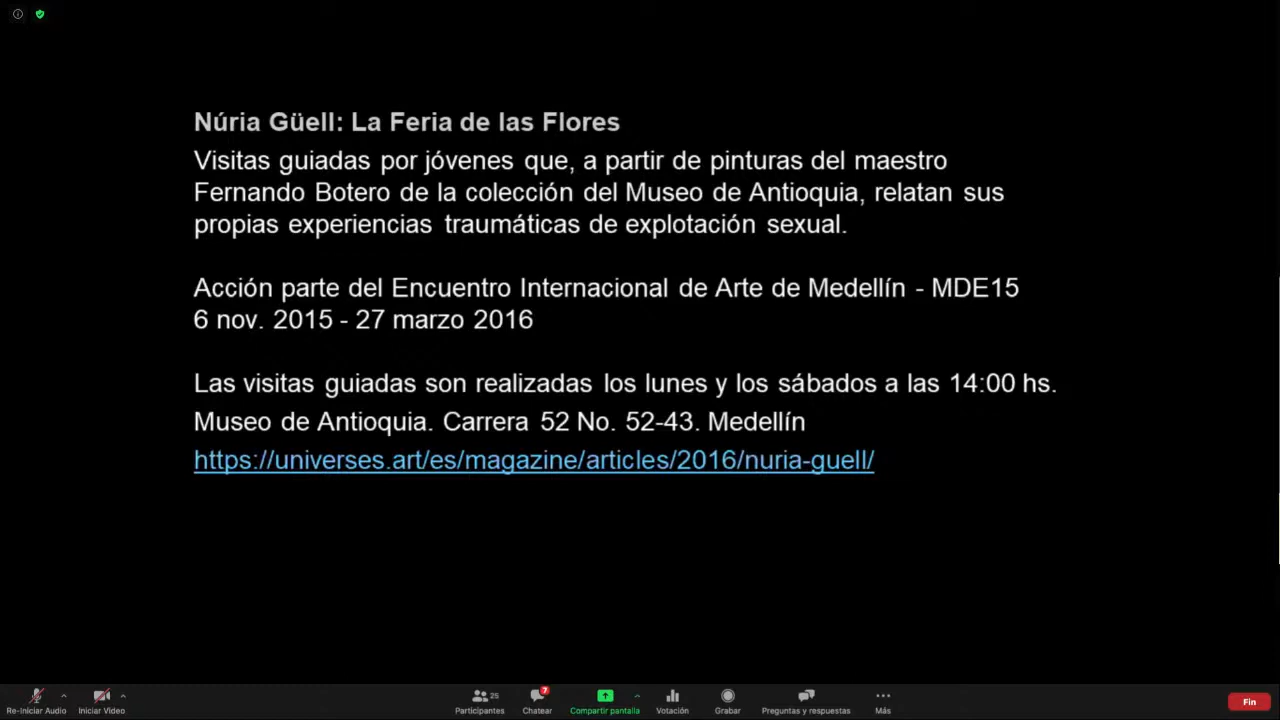 Núria Güell: La Feria de las Flores
Visitas guiadas por jóvenes que, a partir de pinturas del maestro
Fernando Botero de la colección del Museo de Antioquia, relatan sus
propias experiencias traumáticas de explotación sexual.
Acción parte del Encuentro Internacional de Arte de Medellín - MDE15
6 nov. 2015 - 27 marzo 2016
Las visitas guiadas son realizadas los lunes y los sábados a las 14:00 hs.
Museo de Antioquia. Carrera 52 No. 52-43. Medellín
https://universes.art/es/magazine/articles/2016/nuria-guell/
25
7
Re-Iniciar Audio Iniciar Video Participantes Chatear Compartir pantalla Votación Grabar Preguntas y respuestas Más Fin